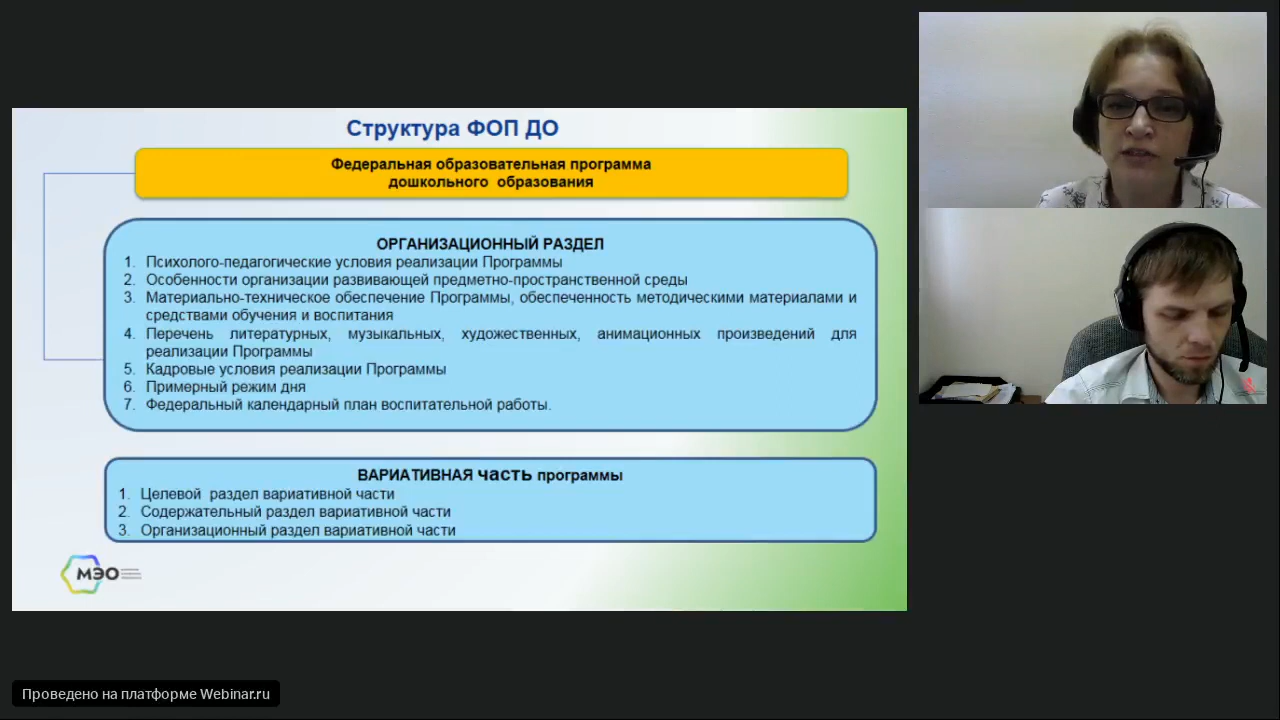 Структура ФОП ДО
Федеральная образовательная программа
дошкольного образования
ОРГАНИЗАЦИОННЫЙ РАЗДЕЛ
1. Психолого-педагогические условия реализации Программы
2. Особенности организации развивающей предметно-пространственной среды
3. Материально-техническое обеспечение Программы, обеспеченность методическими материалами и
средствами обучения и воспитания
4. Перечень литературных, музыкальных, художественных, анимационных произведений для
реализации Программы
5. Кадровые условия реализации Программы
6. Примерный режим дня
7. Федеральный календарный план воспитательной работы.
ВАРИАТИВНАЯ часть программы
1. Целевой раздел вариативной части
2. Содержательный раздел вариативной части
3. Организационный раздел вариативной части
МЭО
Проведено на платформе Webinar.ru